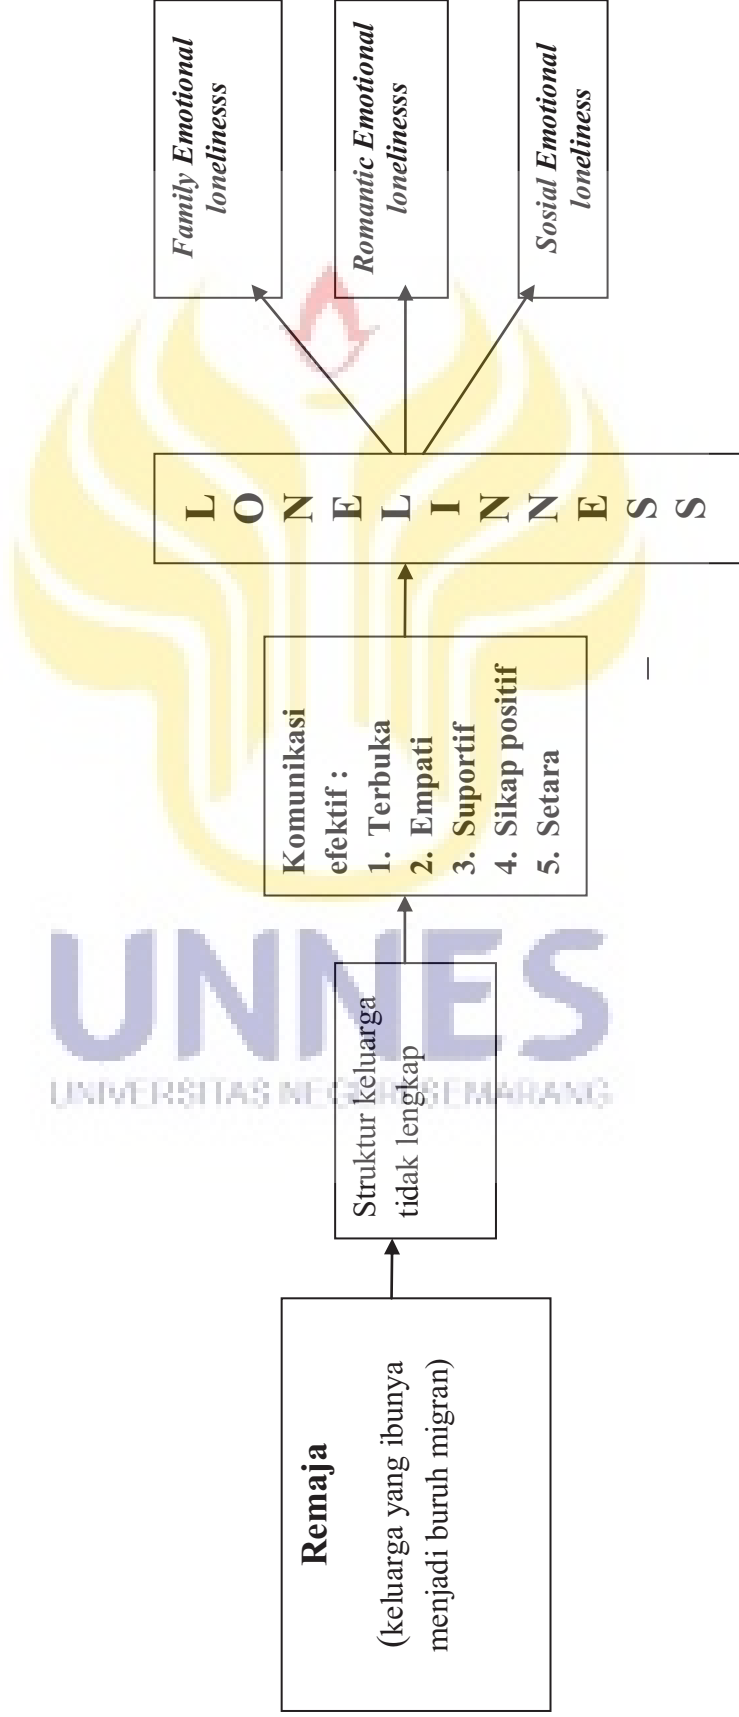 Remaja
(keluarga yang ibunya
menjadi buruh migran)
Struktur keluarga
tidak lengkap
Komunikasi
efektif :
1. Terbuka
2. Empati
3. Suportif
4. Sikap positif
5. Setara
L
O
N
E
L
I
N
N
E
S
S
Family Emotional
lonelinesss
Romantic Emotional
lonelinesss
Sosial Emotional
loneliness
UNNES
UNIVERSITAS NEGERI SEMARANG